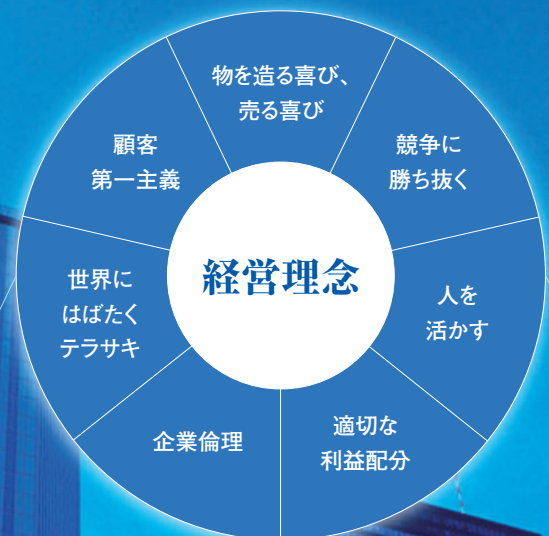 経営理念
物を造る喜び、
売る喜び
競争に
勝ち抜く
人を
活かす
適切な
利益配分
企業倫理
世界に
はばたく
テラサキ
顧客
第一主義